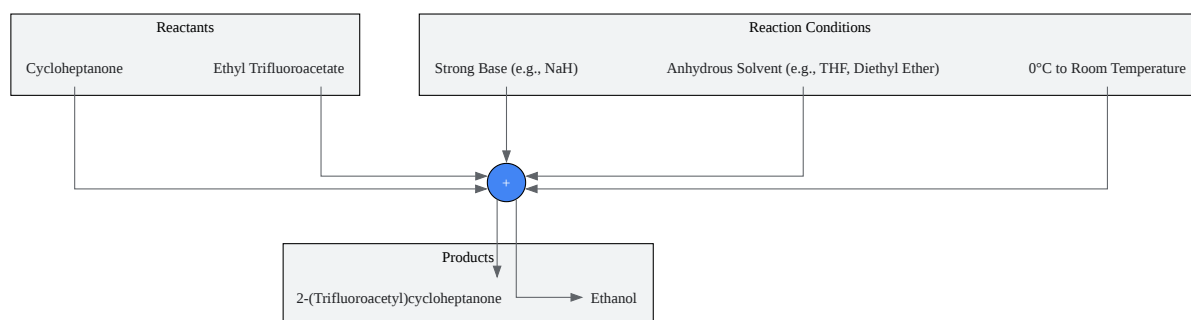 Reactants
Reaction Conditions
Cycloheptanone
Ethyl Trifluoroacetate
Strong Base (e.g., NaH)
Anhydrous Solvent (e.g., THF, Diethyl Ether)
0°C to Room Temperature
+
Products
2-(Trifluoroacetyl)cycloheptanone
Ethanol